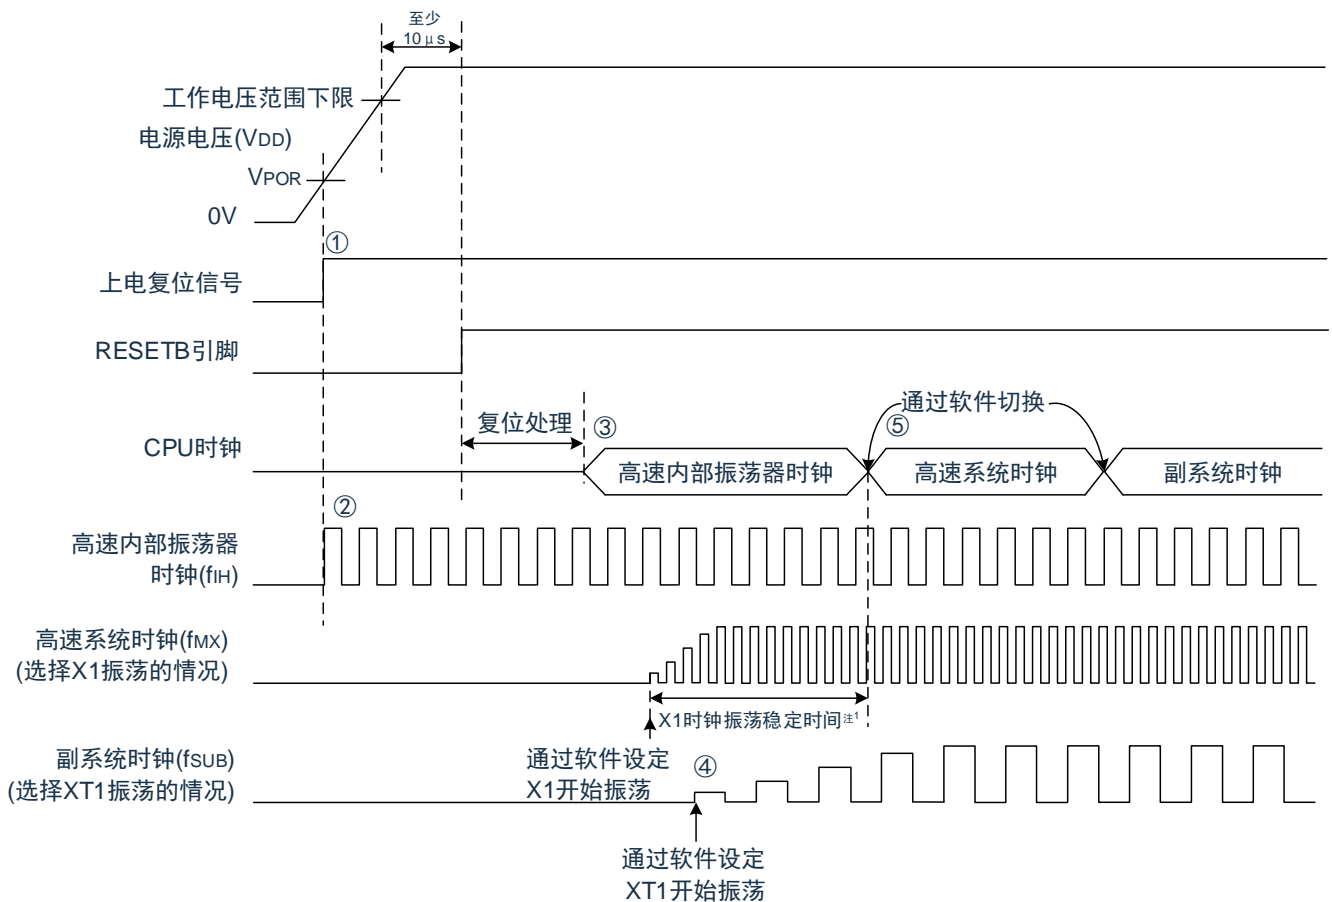 至少
10μs
工作电压范围下限
电源电压(VDD)
VPOR
0V
①
上电复位信号
RESETB引脚
复位处理
③
通过软件切换
⑤
CPU时钟
高速内部振荡器时钟
高速系统时钟
副系统时钟
②
高速内部振荡器
时钟(fIH)
高速系统时钟(fMX)
(选择X1振荡的情况)
X1时钟振荡稳定时间注1
通过软件设定
X1开始振荡
④
副系统时钟(fSUB)
(选择XT1振荡的情况)
通过软件设定
XT1开始振荡